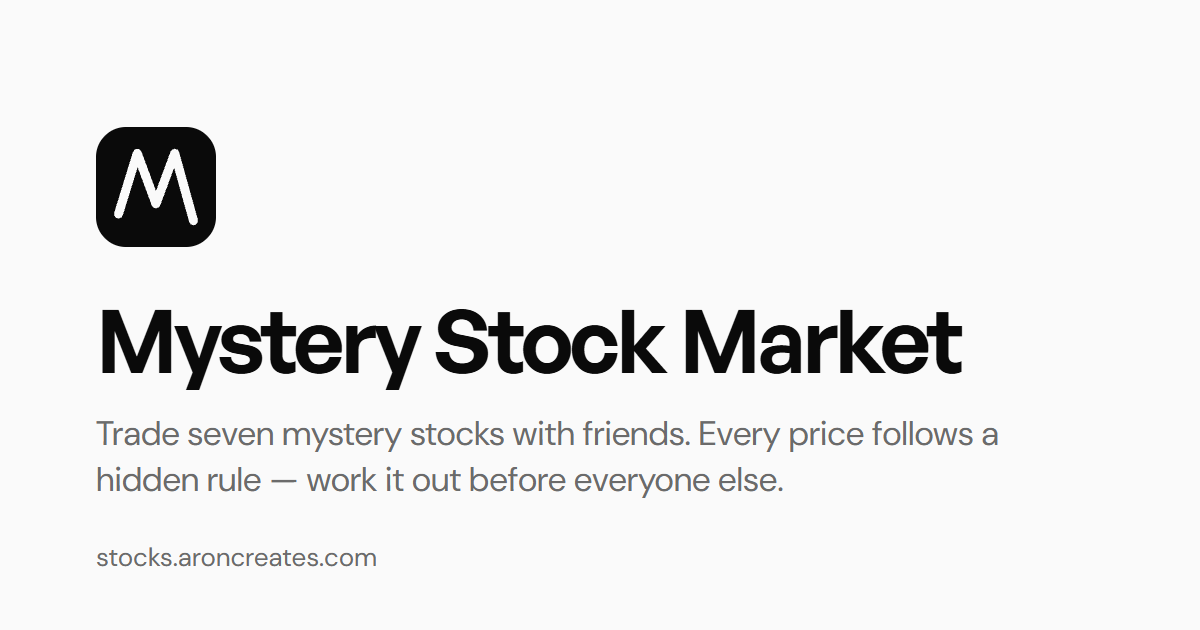 M
Mystery Stock Market
Trade seven mystery stocks with friends. Every price follows a
hidden rule — work it out before everyone else.
stocks.aroncreates.com